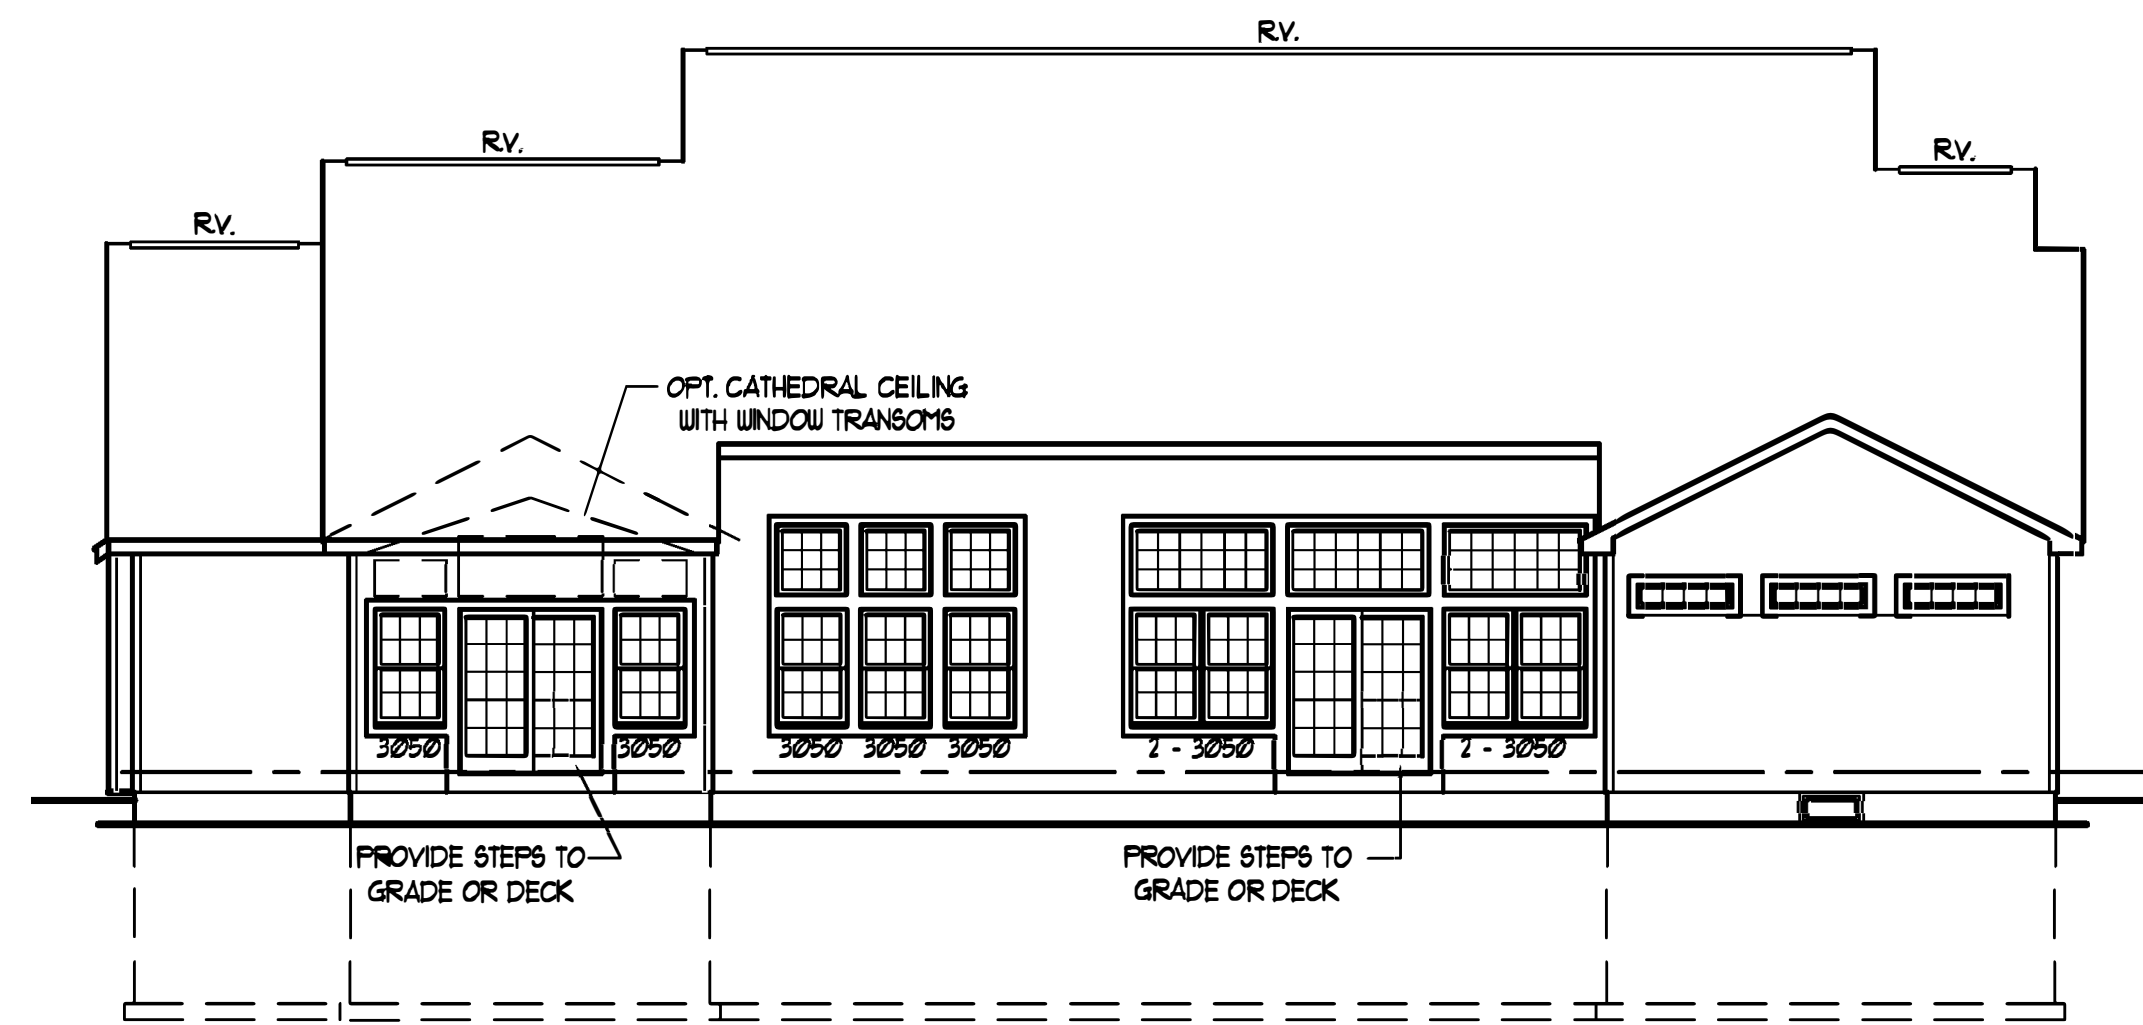 R.V.
R.V.
R.V.
R.V.
OPT. CATHEDRAL CEILING
WITH WINDOW TRANSOMS
3050 3050 3050 3050 3050 2 - 3050 2 - 3050
PROVIDE STEPS TO
GRADE OR DECK
PROVIDE STEPS TO
GRADE OR DECK